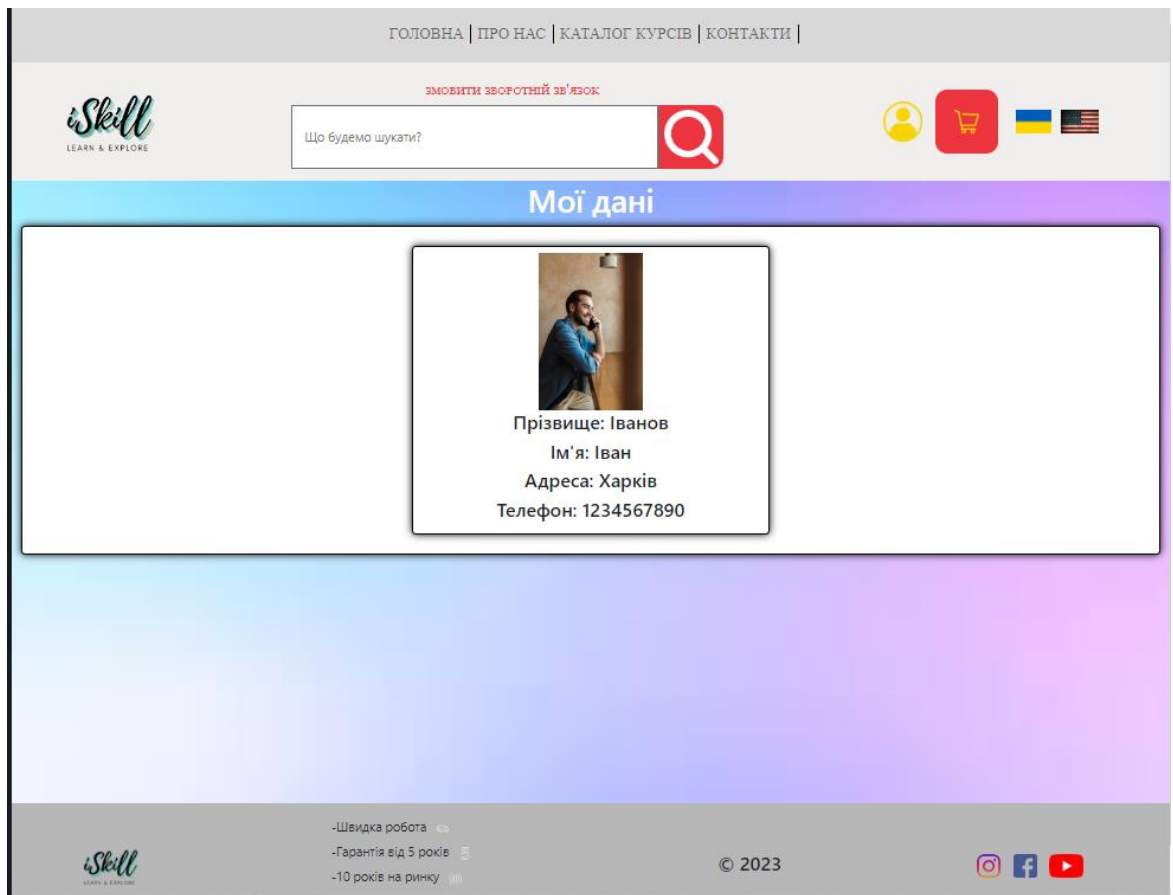 ГОЛОВНА | ПРО НАС | КАТАЛОГ КУРСІВ | КОНТАКТИ |
змовити зворотній зв'язок
iSkill
LEARN & EXPLORE
Що будемо шукати?
Мої дані
Прізвище: Іванов
Ім'я: Іван
Адреса: Харків
Телефон: 1234567890
-Швидка робота
-Гарантія від 5 років
-10 років на ринку
iSkill
LEARN & EXPLORE
© 2023